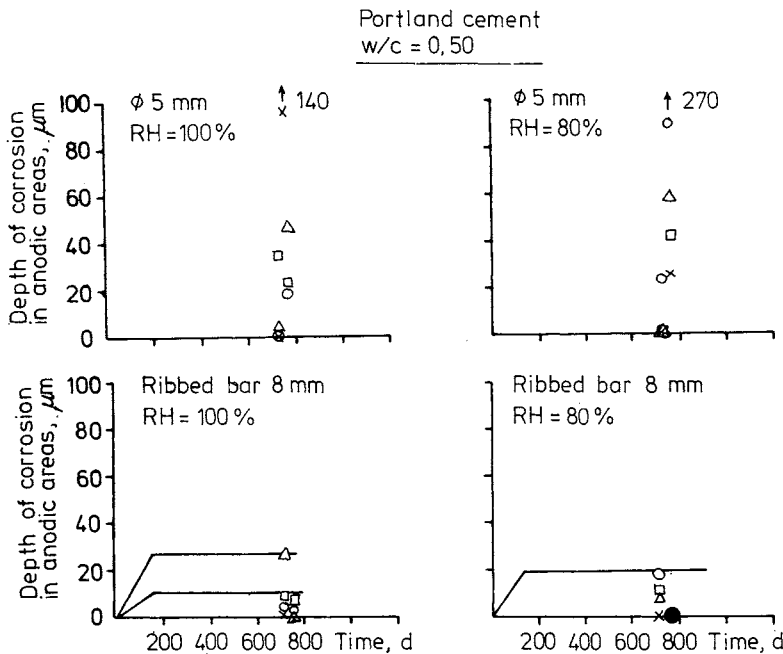 Portland cement
w/c = 0,50
Depth of corrosion
in anodic areas, μm
100
80
60
40
20
0
φ 5 mm
RH = 100%
↑ 140
φ 5 mm
RH = 80%
↑ 270
Depth of corrosion
in anodic areas, μm
100
80
60
40
20
0
Ribbed bar 8 mm
RH = 100%
200 400 600 800 Time, d
Ribbed bar 8 mm
RH = 80%
200 400 600 800 Time, d